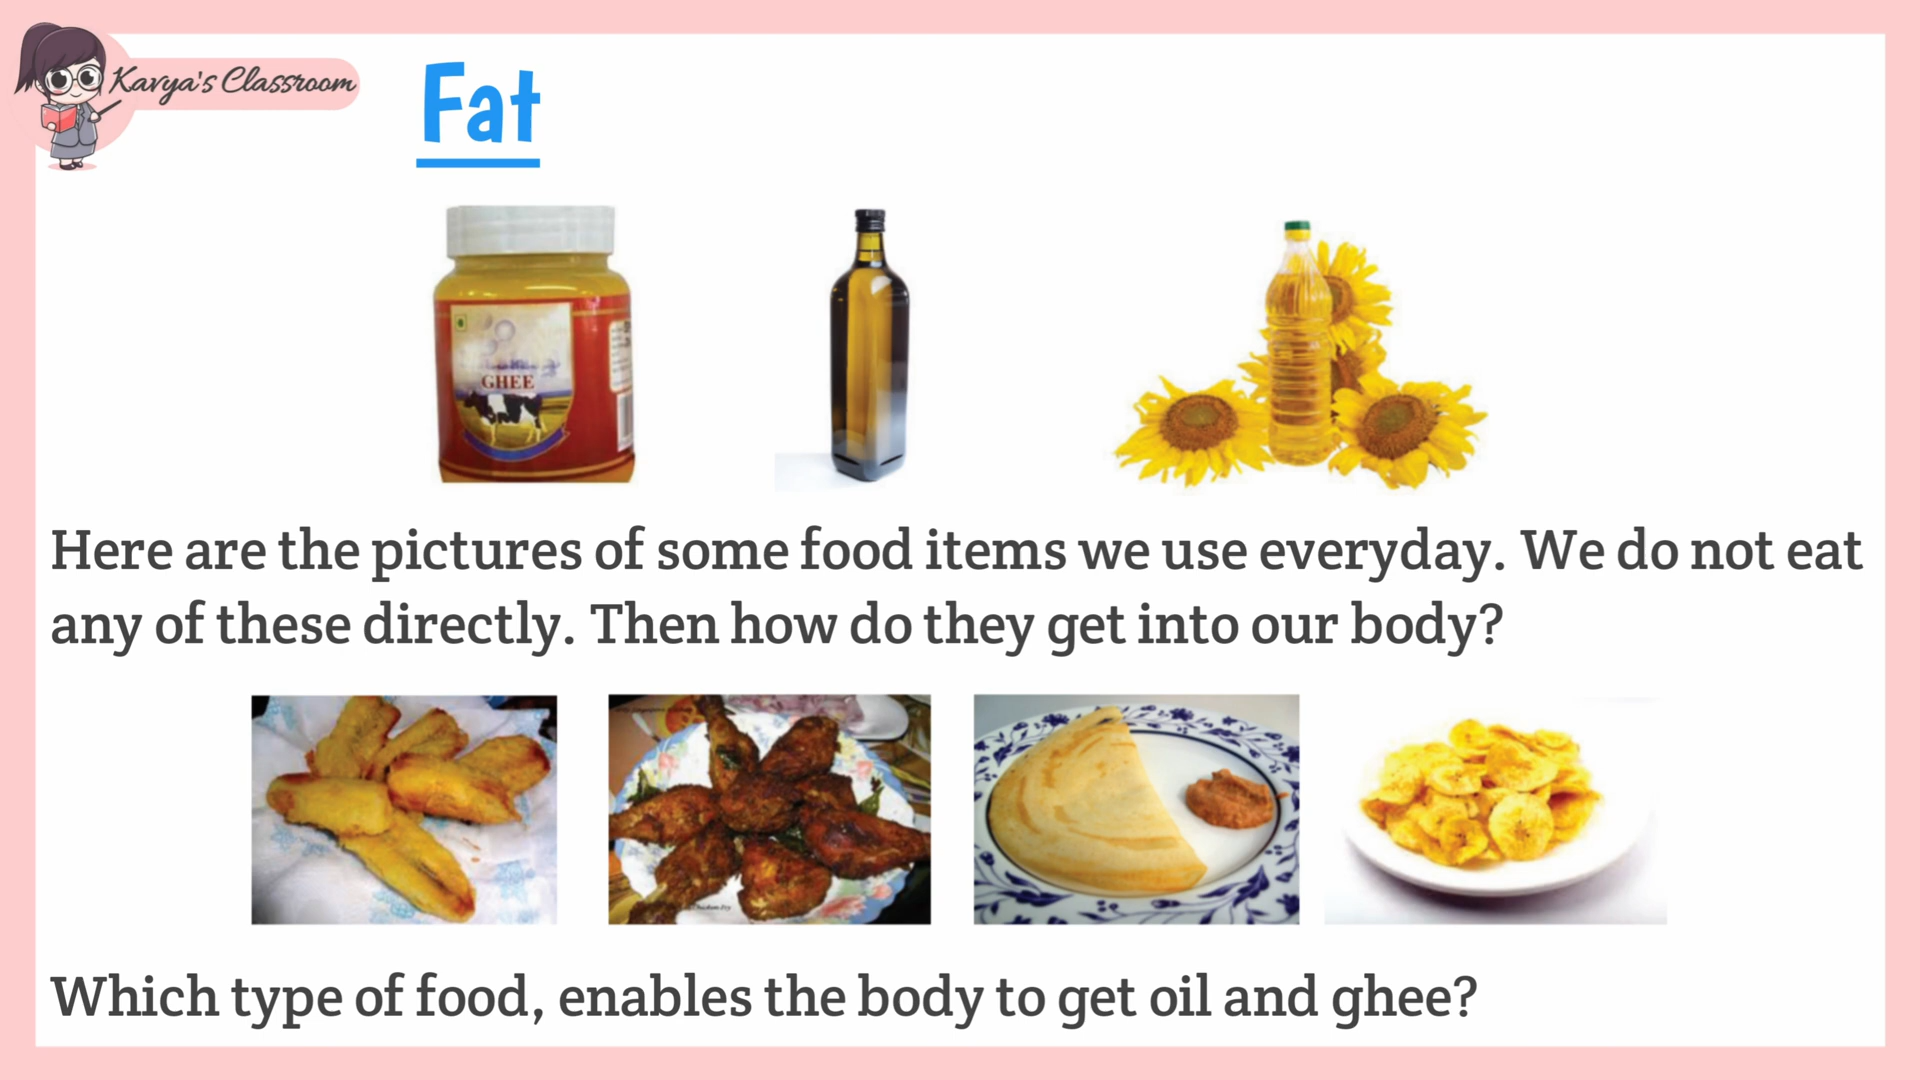 Kavya's Classroom
Fat
GHEE
Here are the pictures of some food items we use everyday. We do not eat
any of these directly. Then how do they get into our body?
Which type of food, enables the body to get oil and ghee?